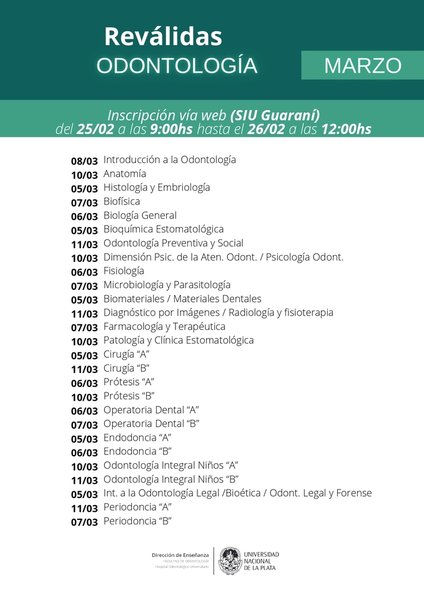 Reválidas
ODONTOLOGÍA
MARZO
Inscripción vía web (SIU Guaraní)
del 25/02 a las 9:00hs hasta el 26/02 a las 12:00hs
08/03 Introducción a la Odontología
10/03 Anatomía
05/03 Histología y Embriología
07/03 Biofísica
06/03 Biología General
05/03 Bioquímica Estomatológica
11/03 Odontología Preventiva y Social
10/03 Dimensión Psic. de la Aten. Odont. / Psicología Odont.
06/03 Fisiología
07/03 Microbiología y Parasitología
05/03 Biomateriales / Materiales Dentales
11/03 Diagnóstico por Imágenes / Radiología y fisioterapia
07/03 Farmacología y Terapéutica
10/03 Patología y Clínica Estomatológica
05/03 Cirugía “A”
11/03 Cirugía “B”
06/03 Prótesis “A”
10/03 Prótesis “B”
06/03 Operatoria Dental “A”
07/03 Operatoria Dental “B”
05/03 Endodoncia “A”
06/03 Endodoncia “B”
10/03 Odontología Integral Niños “A”
11/03 Odontología Integral Niños “B”
05/03 Int. a la Odontología Legal /Bioética / Odont. Legal y Forense
11/03 Periodoncia “A”
07/03 Periodoncia “B”
Dirección de Enseñanza
FACULTAD DE ODONTOLOGÍA
Hospital Odontológico Universitario
UNIVERSIDAD
NACIONAL
DE LA PLATA